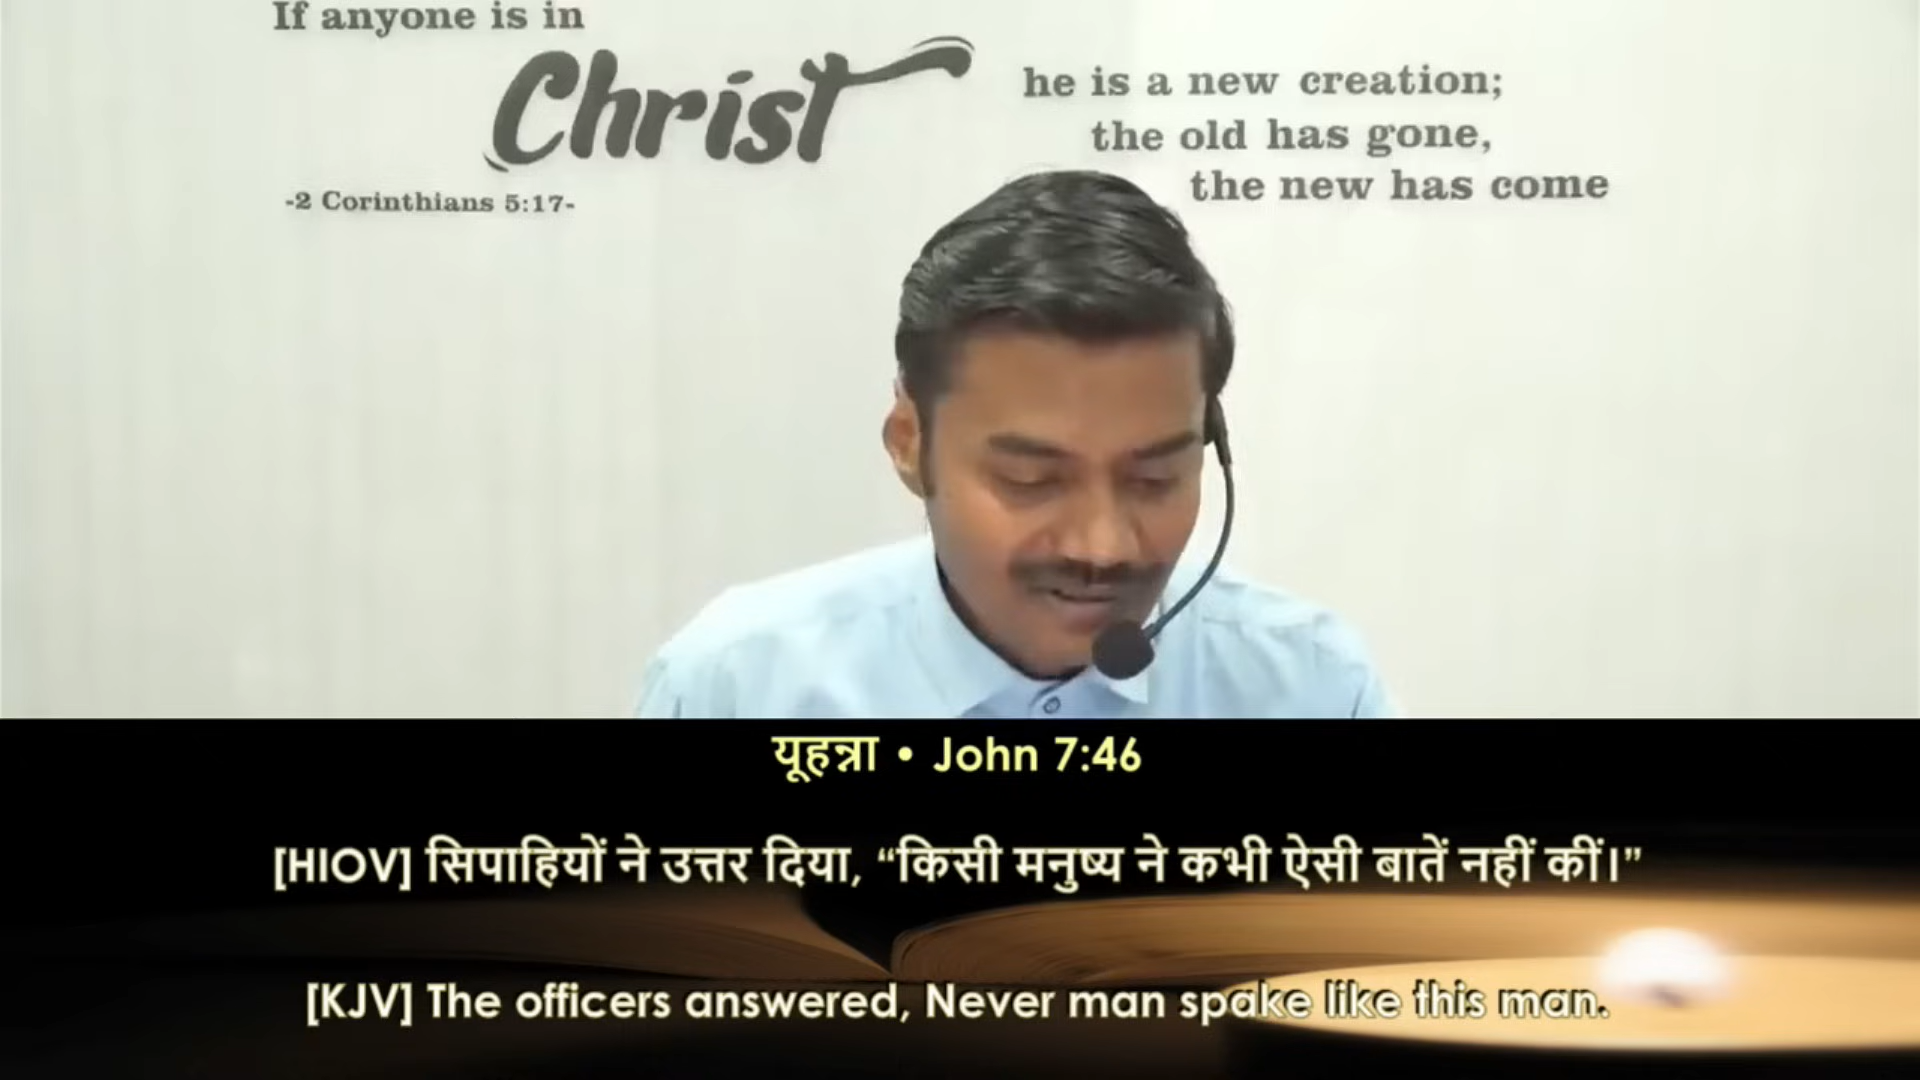 If anyone is in
Christ
-2 Corinthians 5:17-
he is a new creation;
the old has gone,
the new has come
यूहन्ना • John 7:46
[HIOV] सिपाहियों ने उत्तर दिया, “किसी मनुष्य ने कभी ऐसी बातें नहीं कीं।”
[KJV] The officers answered, Never man spake like this man.